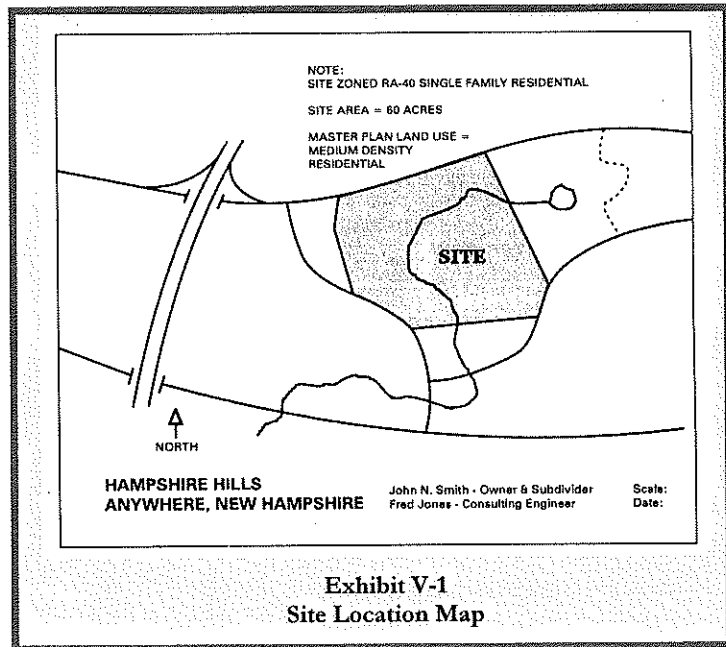 NOTE:
SITE ZONED RA-40 SINGLE FAMILY RESIDENTIAL
SITE AREA = 60 ACRES
MASTER PLAN LAND USE =
MEDIUM DENSITY
RESIDENTIAL
SITE
NORTH
HAMPSHIRE HILLS
ANYWHERE, NEW HAMPSHIRE
John N. Smith - Owner & Subdivider
Fred Jones - Consulting Engineer
Scale:
Date:
Exhibit V-1
Site Location Map